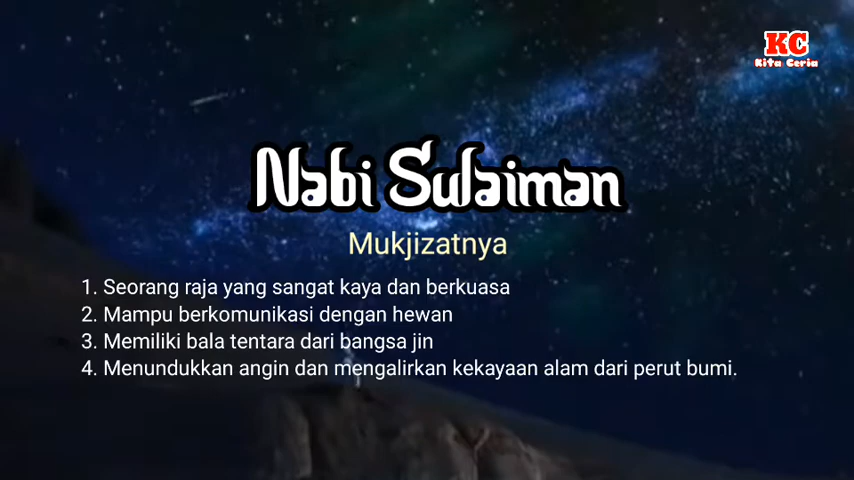 KC
Kita Ceria
Nabi Sulaiman
Mukjizatnya
1. Seorang raja yang sangat kaya dan berkuasa
2. Mampu berkomunikasi dengan hewan
3. Memiliki bala tentara dari bangsa jin
4. Menundukkan angin dan mengalirkan kekayaan alam dari perut bumi.